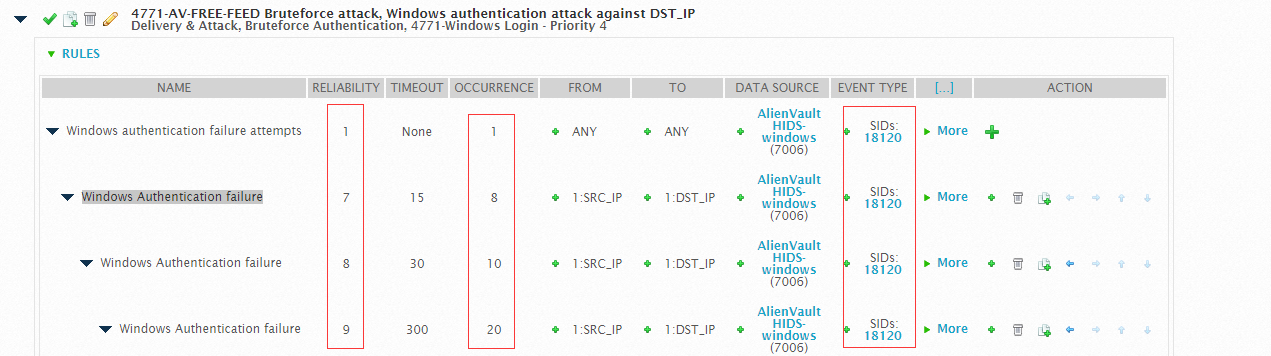 4771-AV-FREE-FEED Bruteforce attack, Windows authentication attack against DST_IP
Delivery & Attack, Bruteforce Authentication, 4771-Windows Login - Priority 4
RULES
NAME RELIABILITY TIMEOUT OCCURRENCE FROM TO DATA SOURCE EVENT TYPE [...] ACTION
Windows authentication failure attempts 1 None 1 ANY ANY AlienVault HIDS-windows (7006) SIDs: 18120 More
Windows Authentication failure 7 15 8 1:SRC_IP 1:DST_IP AlienVault HIDS-windows (7006) SIDs: 18120 More
Windows Authentication failure 8 30 10 1:SRC_IP 1:DST_IP AlienVault HIDS-windows (7006) SIDs: 18120 More
Windows Authentication failure 9 300 20 1:SRC_IP 1:DST_IP AlienVault HIDS-windows (7006) SIDs: 18120 More